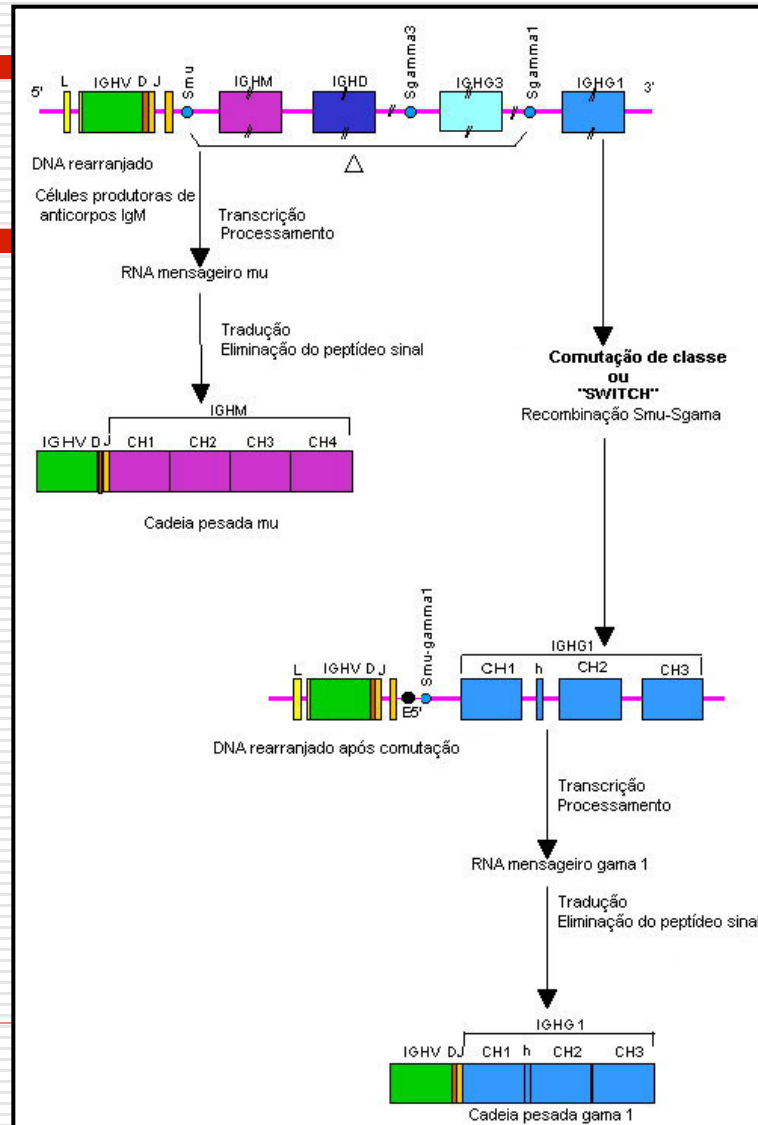 L IGHV D J Smu IGHM IGHD Sgamma3 IGHG3 Sgamma1 IGHG1
5' 3'
△
DNA rearranjado
Células produtoras de
anticorpos IgM
Transcrição
Processamento
RNA mensageiro mu
Tradução
Eliminação do peptídeo sinal
Comutação de classe
ou
"SWITCH"
Recombinação Smu-Sgama
IGHM
IGHV D J CH1 CH2 CH3 CH4
Cadeia pesada mu
Smu-gamma1
IGHG1
L IGHV D J CH1 h CH2 CH3
E5'
DNA rearranjado após comutação
Transcrição
Processamento
RNA mensageiro gama 1
Tradução
Eliminação do peptídeo sinal
IGHG1
IGHV DJ CH1 h CH2 CH3
Cadeia pesada gama 1